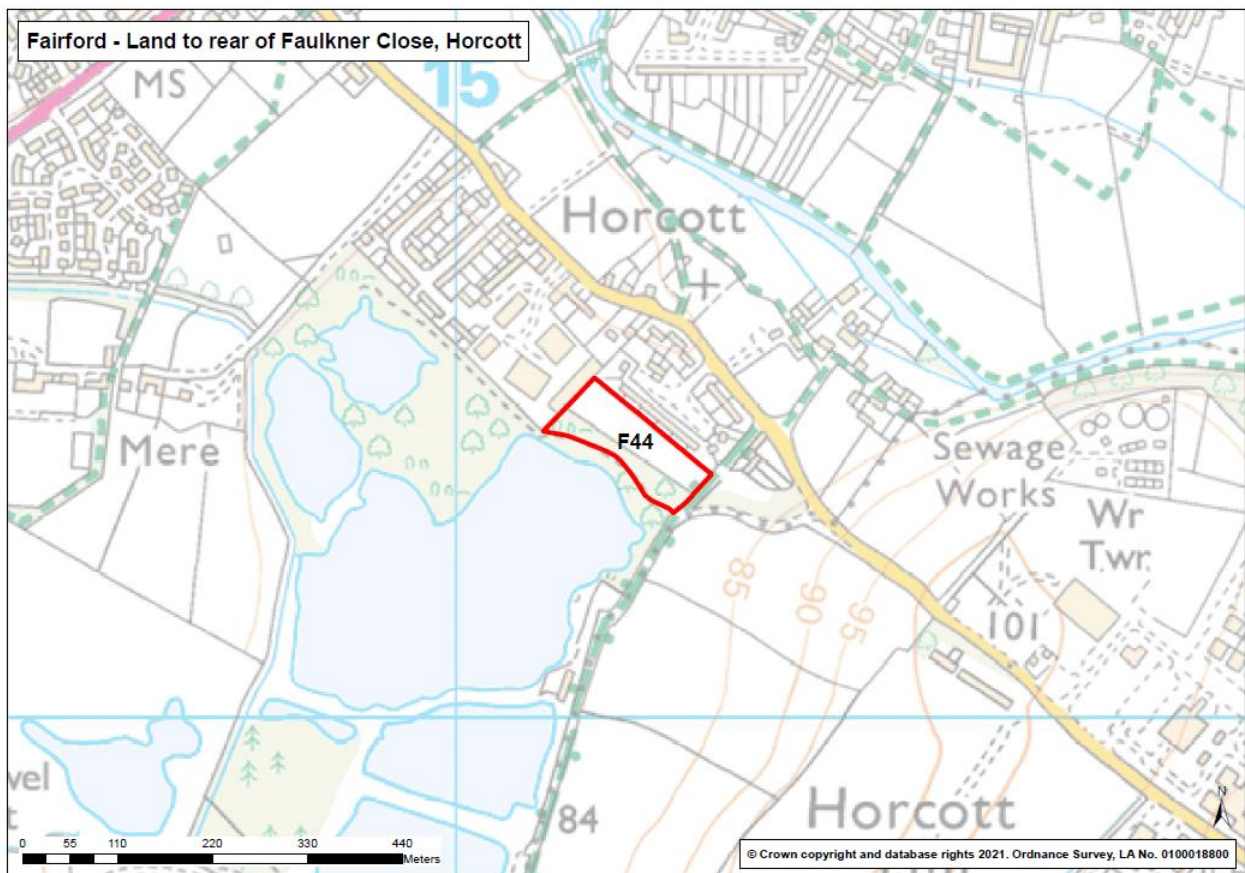 Fairford - Land to rear of Faulkner Close, Horcott
MS
15
Horcott
F44
Mere
Sewage
Works
Wr
Twr
85
90
95
101
84
Horcott
N
0 55 110 220 330 440
Meters
© Crown copyright and database rights 2021. Ordnance Survey, LA No. 0100018800